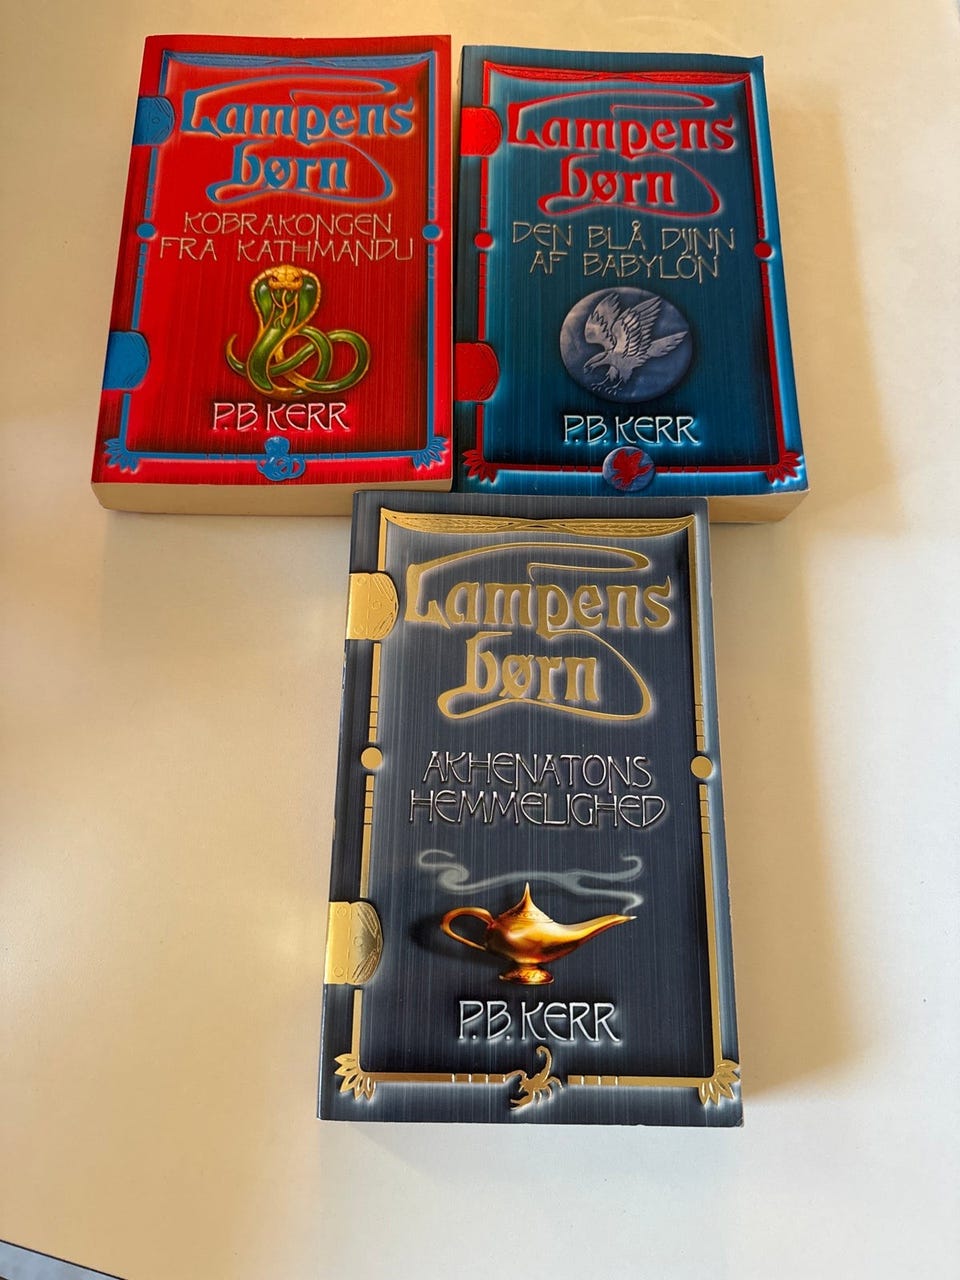 Lampens
børn
KOBRAKONGEN
FRA KATHMANDU
P.B. KERR
Lampens
børn
DEN BLÅ DJINN
AF BABYLON
P.B. KERR
Lampens
børn
AKHENATONS
HEMMELIGHED
P.B. KERR